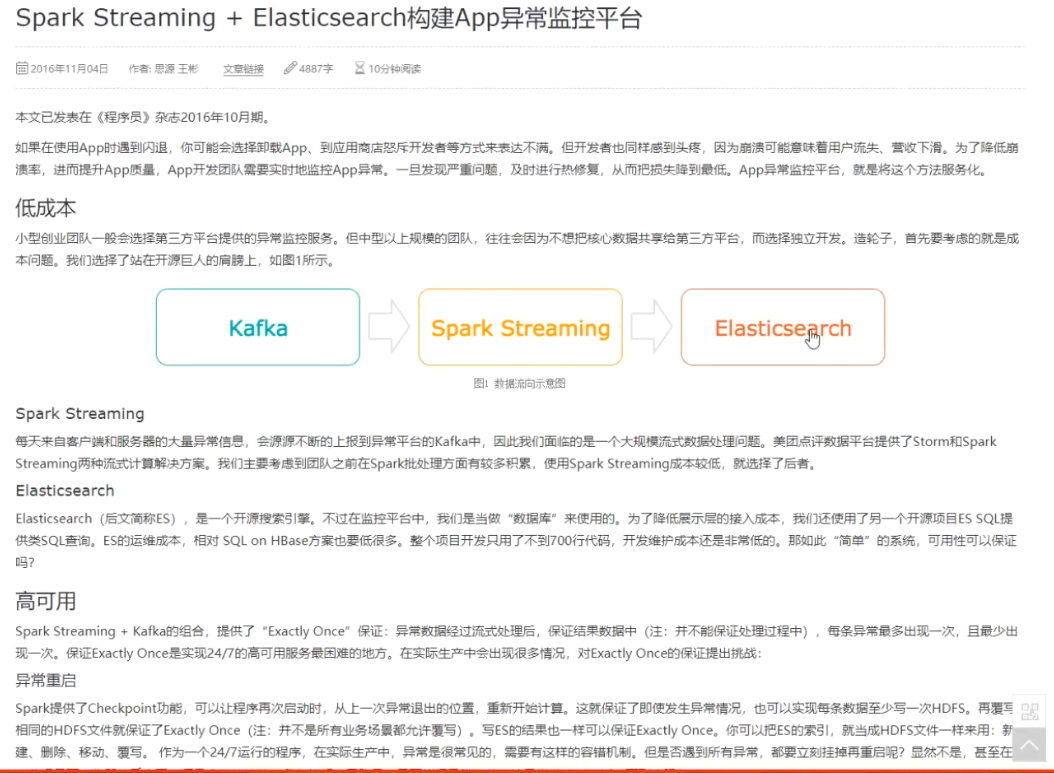 Spark Streaming + Elasticsearch构建App异常监控平台
2016年11月04日 作者: 思源 王彬 文章链接 4887字 10分钟阅读
本文已发表在《程序员》杂志2016年10月期。
如果在使用App时遇到闪退，你可能会选择卸载App、到应用商店怒斥开发者等方式来表达不满。但开发者也同样感到头疼，因为崩溃可能意味着用户流失、营收下滑。为了降低崩
溃率，进而提升App质量，App开发团队需要实时地监控App异常。一旦发现严重问题，及时进行热修复，从而把损失降到最低。App异常监控平台，就是将这个方法服务化。
低成本
小型创业团队一般会选择第三方平台提供的异常监控服务。但中型以上规模的团队，往往会因为不想把核心数据共享给第三方平台，而选择独立开发。造轮子，首先要考虑的就是成
本问题。我们选择了站在开源巨人的肩膀上，如图1所示。
Kafka Spark Streaming Elasticsearch
图1 数据流向示意图
Spark Streaming
每天来自客户端和服务器的大量异常信息，会源源不断的上报到异常平台的Kafka中，因此我们面临的是一个大规模流式数据处理问题。美团点评数据平台提供了Storm和Spark
Streaming两种流式计算解决方案。我们主要考虑到团队之前在Spark批处理方面有较多积累，使用Spark Streaming成本较低，就选择了后者。
Elasticsearch
Elasticsearch（后文简称ES），是一个开源搜索引擎。不过在监控平台中，我们是当做“数据库”来使用的。为了降低展示层的接入成本，我们还使用了另一个开源项目ES SQL提
供类SQL查询。ES的运维成本，相对 SQL on HBase方案也要低很多。整个项目开发只用了不到700行代码，开发维护成本还是非常低的。那如此“简单”的系统，可用性可以保证
吗?
高可用
Spark Streaming + Kafka的组合，提供了“Exactly Once”保证：异常数据经过流式处理后，保证结果数据中（注：并不能保证处理过程中），每条异常最多出现一次，且最少出
现一次。保证Exactly Once是实现24/7的高可用服务最困难的地方。在实际生产中会出现很多情况，对Exactly Once的保证提出挑战:
异常重启
Spark提供了Checkpoint功能，可以让程序再次启动时，从上一次异常退出的位置，重新开始计算。这就保证了即使发生异常情况，也可以实现每条数据至少写一次HDFS。再覆写
相同的HDFS文件就保证了Exactly Once（注：并不是所有业务场景都允许覆写）。写ES的结果也一样可以保证Exactly Once。你可以把ES的索引，就当成HDFS文件一样来用：新
建、删除、移动、覆写。 作为一个24/7运行的程序，在实际生产中，异常是很常见的，需要有这样的容错机制。但是否遇到所有异常，都要立刻挂掉再重启呢？显然不是，甚至在